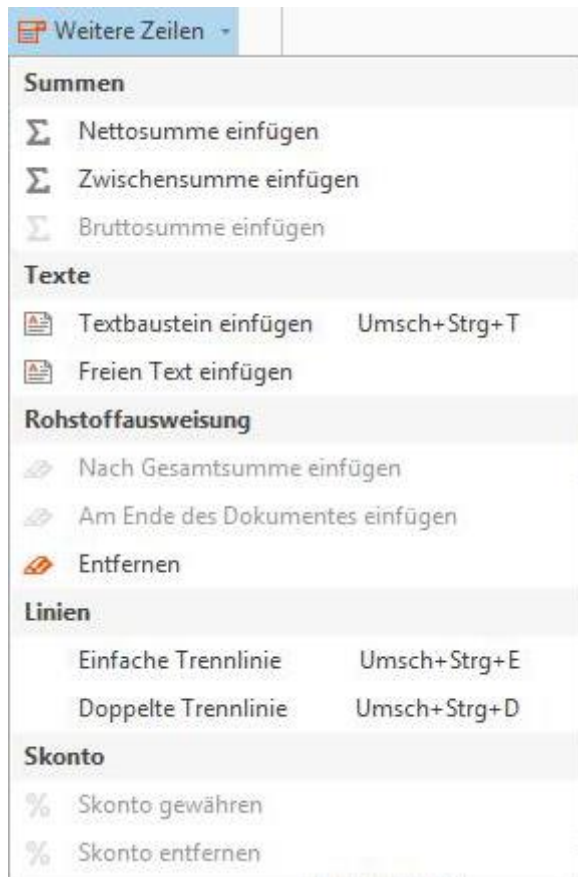 Weitere Zeilen
Summen
Nettosumme einfügen
Zwischensumme einfügen
Bruttosumme einfügen
Texte
Textbaustein einfügen Umsch+Strg+T
Freien Text einfügen
Rohstoffausweisung
Nach Gesamtsumme einfügen
Am Ende des Dokumentes einfügen
Entfernen
Linien
Einfache Trennlinie Umsch+Strg+E
Doppelte Trennlinie Umsch+Strg+D
Skonto
Skonto gewähren
Skonto entfernen